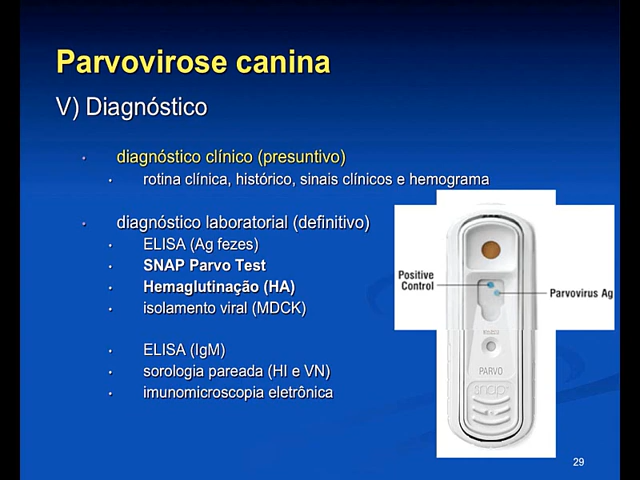 Parvovirose canina
V) Diagnóstico
diagnóstico clínico (presuntivo)
rotina clínica, histórico, sinais clínicos e hemograma
diagnóstico laboratorial (definitivo)
ELISA (Ag fezes)
SNAP Parvo Test
Hemaglutinação (HA)
isolamento viral (MDCK)
ELISA (IgM)
sorologia pareada (HI e VN)
imunomicroscopia eletrônica
Positive
Control
Parvovirus Ag
PARVO
snap
29